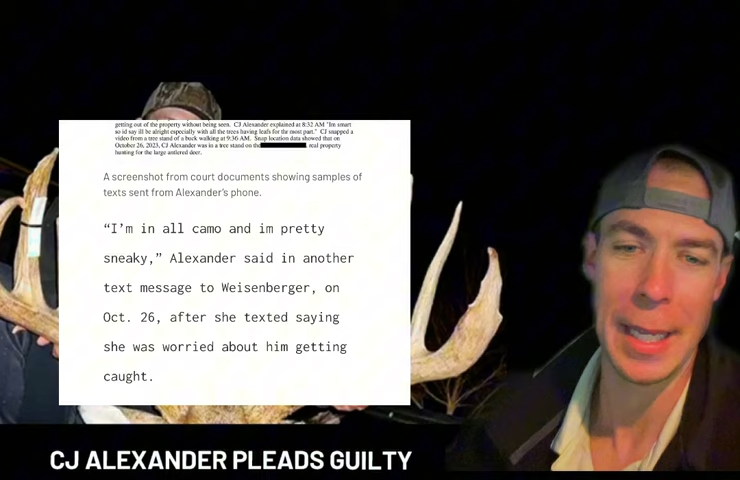 getting out of the property without being seen. CJ Alexander explained at 8:32 AM "Im smart
so id say ill be alright especially with all the trees having leafs for the most part." CJ snapped a
video from a tree stand of a buck walking at 9:36 AM. Snap location data showed that on
October 26, 2023, CJ Alexander was in a tree stand on the real property
hunting for the large antlered deer.
A screenshot from court documents showing samples of
texts sent from Alexander's phone.
“I’m in all camo and im pretty
sneaky,” Alexander said in another
text message to Weisenberger, on
Oct. 26, after she texted saying
she was worried about him getting
caught.
CJ ALEXANDER PLEADS GUILTY